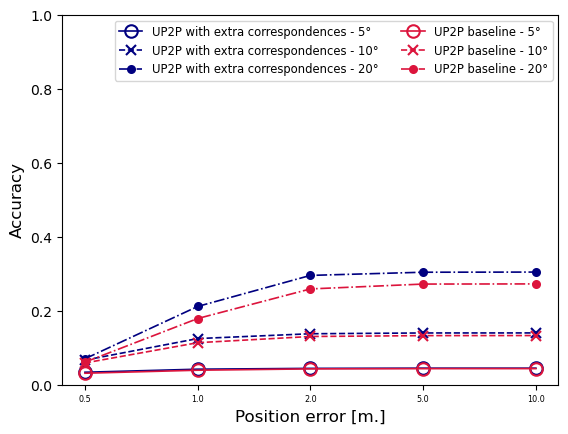 UP2P with extra correspondences - 5°
UP2P with extra correspondences - 10°
UP2P with extra correspondences - 20°
UP2P baseline - 5°
UP2P baseline - 10°
UP2P baseline - 20°
1.0
0.8
0.6
0.4
0.2
0.0
Accuracy
0.5 1.0 2.0 5.0 10.0
Position error [m.]